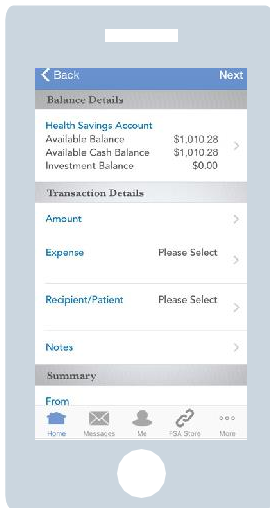 Back Next
Balance Details
Health Savings Account
Available Balance $1,010.28
Available Cash Balance $1,010.28
Investment Balance $0.00
Transaction Details
Amount
Expense Please Select
Recipient/Patient Please Select
Notes
Summary
From
Home Messages Me FSA Store More